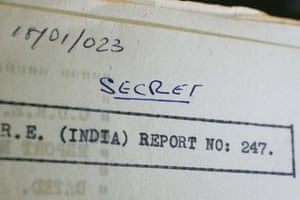 15/01/023
SECRET
R.E. (INDIA) REPORT NO: 247.